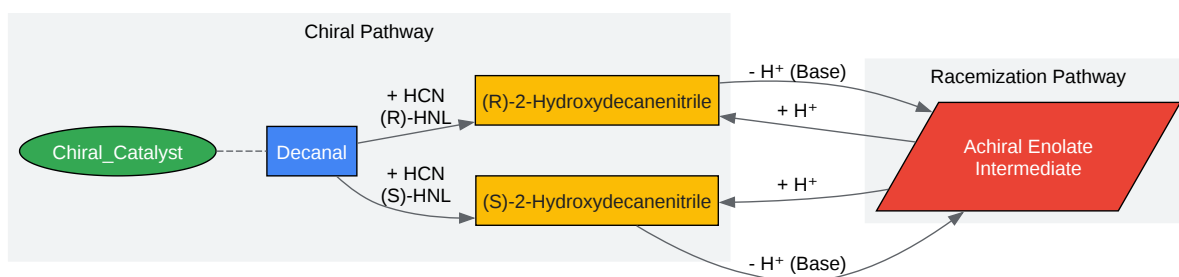 Chiral Pathway
Racemization Pathway
Chiral_Catalyst
Decanal
+ HCN
(R)-HNL
+ HCN
(S)-HNL
(R)-2-Hydroxydecanenitrile
(S)-2-Hydroxydecanenitrile
- H⁺ (Base)
+ H⁺
+ H⁺
- H⁺ (Base)
Achiral Enolate
Intermediate